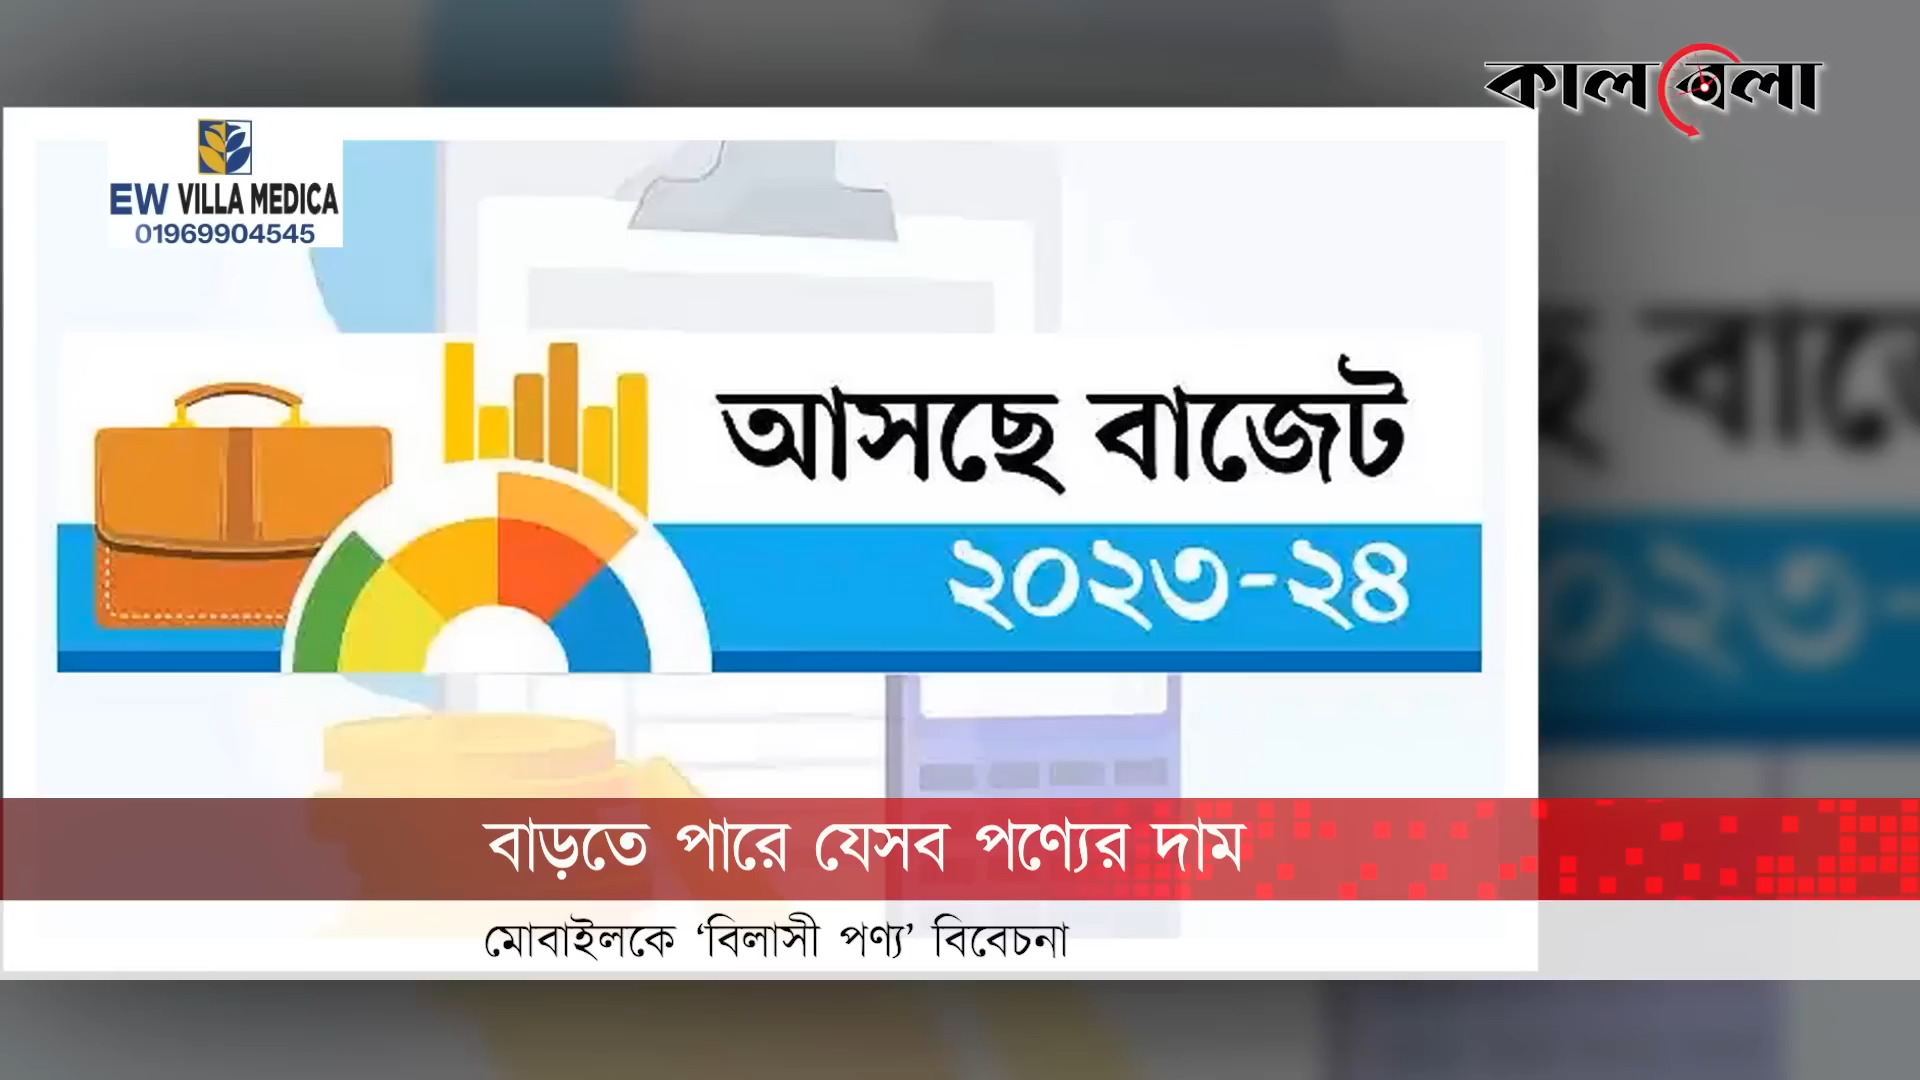 কালবেলা
EW VILLA MEDICA
01969904545
আসছে বাজেট
২০২৩-২৪
বাড়তে পারে যেসব পণ্যের দাম
মোবাইলকে ‘বিলাসী পণ্য’ বিবেচনা